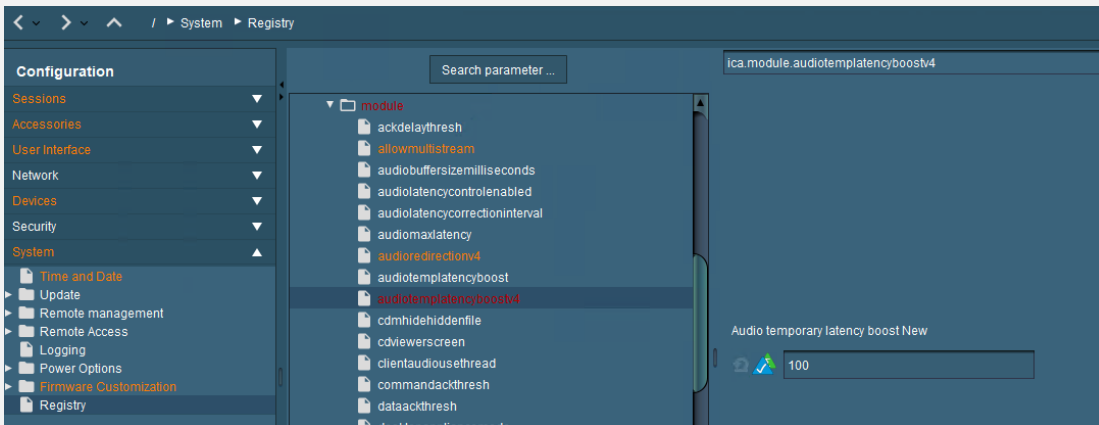 / System Registry
Configuration
Sessions
Accessories
User Interface
Network
Devices
Security
System
Time and Date
Update
Remote management
Remote Access
Logging
Power Options
Firmware Customization
Registry
Search parameter ...
module
ackdelaythresh
allowmultistream
audiobuffersizemilliseconds
audiolatencycontrolenabled
audiolatencycorrectioninterval
audiomaxlatency
audioredirectionv4
audiotemplatencyboost
audiotemplatencyboostv4
cdmhidehiddenfile
cdviewerscreen
clientaudiousethread
commandackthresh
dataackthresh
ica.module.audiotemplatencyboostv4
Audio temporary latency boost New
100